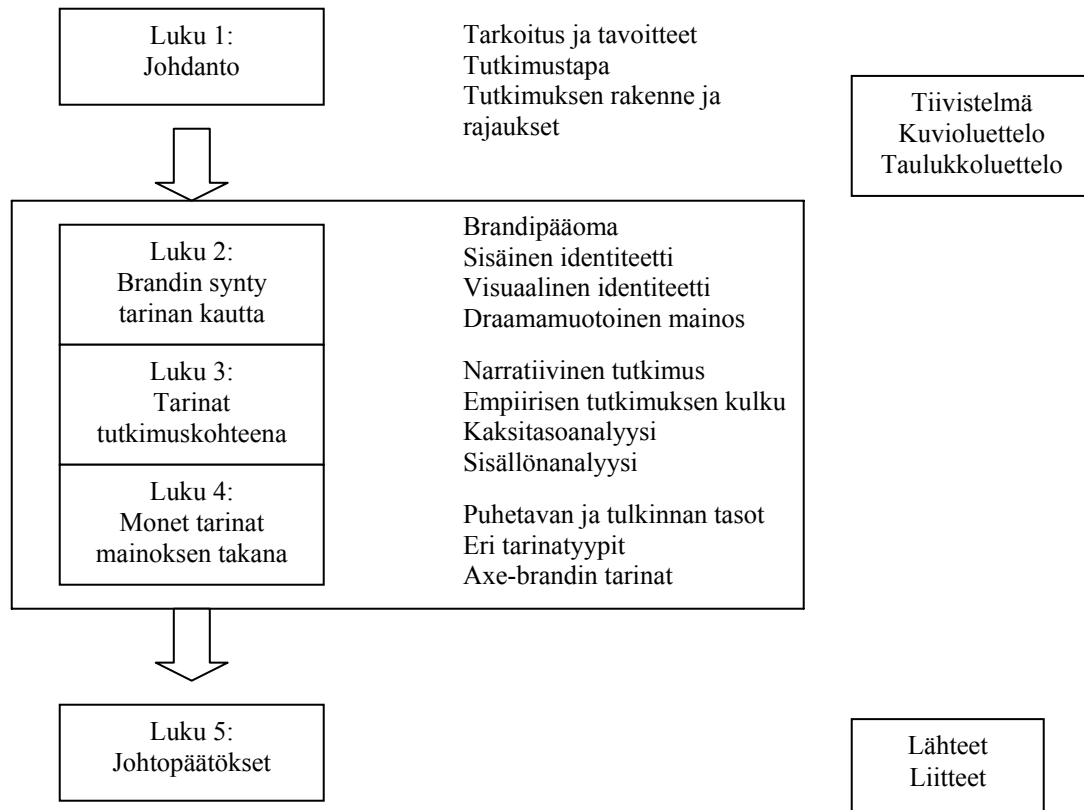 Luku 1:
Johdanto
Tarkoitus ja tavoitteet
Tutkimustapa
Tutkimuksen rakenne ja
rajaukset
Tiivistelmä
Kuvioluettelo
Taulukkoluettelo
Luku 2:
Brandin synty
tarinan kautta
Brandipääoma
Sisäinen identiteetti
Visuaalinen identiteetti
Draamamuotoinen mainos
Luku 3:
Tarinat
tutkimuskohteena
Narratiivinen tutkimus
Empiirisen tutkimuksen kulku
Kaksitasoanalyysi
Sisällönanalyysi
Luku 4:
Monet tarinat
mainoksen takana
Puhetavan ja tulkinnan tasot
Eri tarinatyypit
Axe-brandin tarinat
Luku 5:
Johtopäätökset
Lähteet
Liitteet